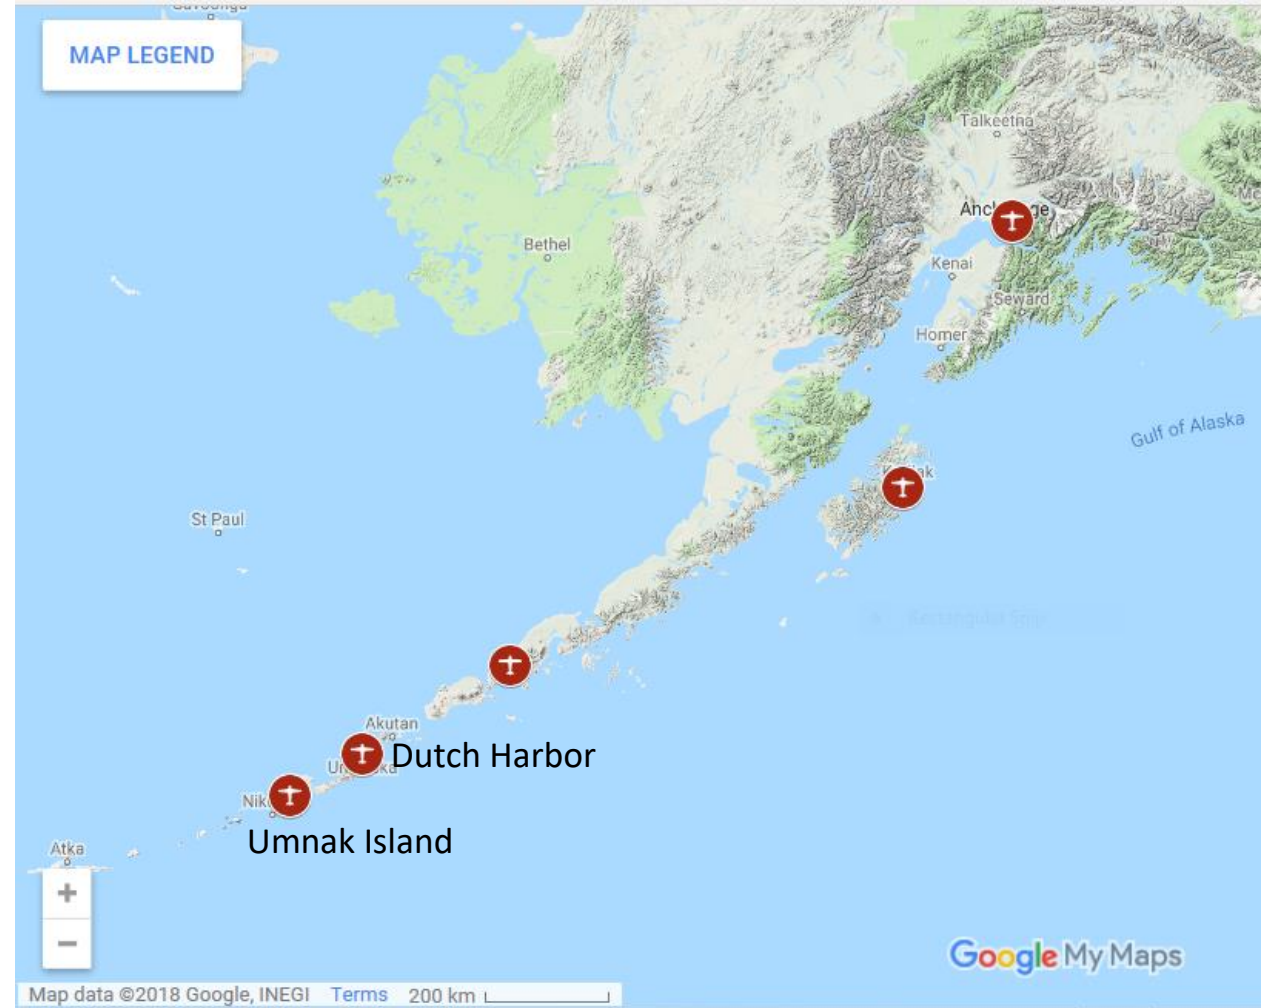 MAP LEGEND
Talkeetna
Bethel
Kenai
Seward
Homer
Gulf of Alaska
St Paul
Akutan
Dutch Harbor
Umnak Island
Atka
+
−
Google My Maps
Map data ©2018 Google, INEGI Terms 200 km